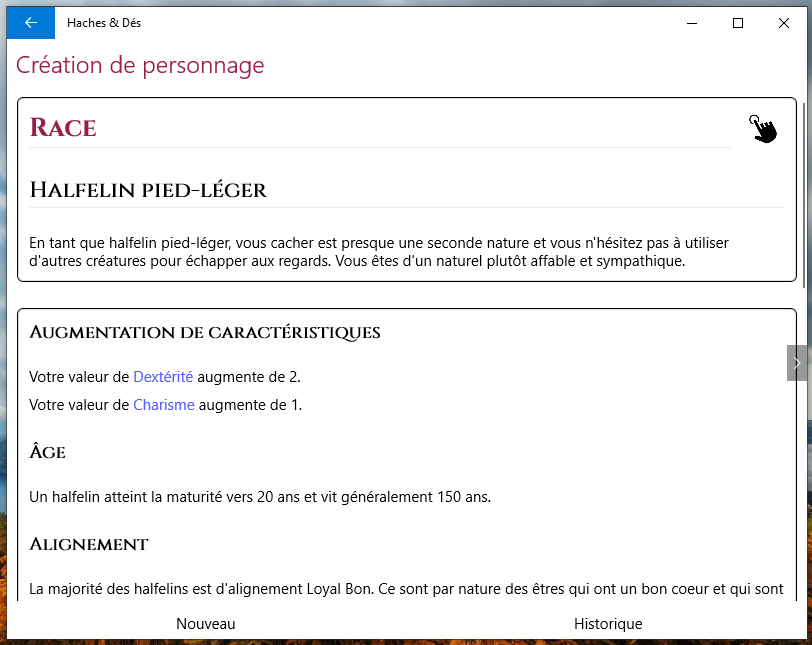 Haches & Dés
Création de personnage
Race
Halfelin pied-léger
En tant que halfelin pied-léger, vous cacher est presque une seconde nature et vous n'hésitez pas à utiliser
d'autres créatures pour échapper aux regards. Vous êtes d'un naturel plutôt affable et sympathique.
Augmentation de caractéristiques
Votre valeur de Dextérité augmente de 2.
Votre valeur de Charisme augmente de 1.
Âge
Un halfelin atteint la maturité vers 20 ans et vit généralement 150 ans.
Alignement
La majorité des halfelins est d'alignement Loyal Bon. Ce sont par nature des êtres qui ont un bon coeur et qui sont
Nouveau
Historique